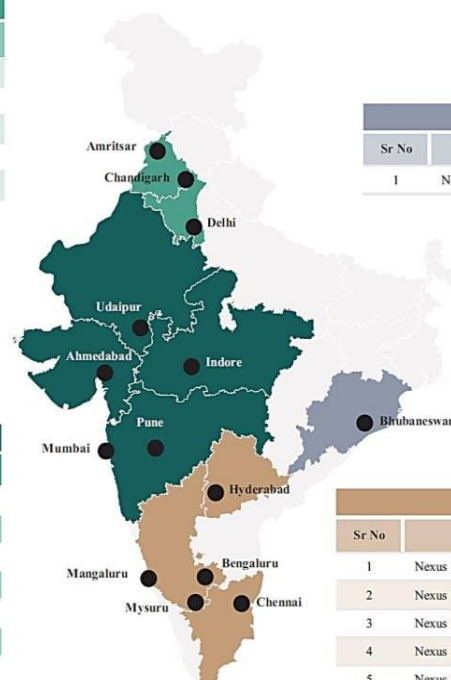 Amritsar
Chandigarh
Delhi
Udaipur
Ahmedabad
Indore
Pune
Mumbai
Hyderabad
Bhubaneswar
Mangaluru
Bengaluru
Mysuru
Chennai
Sr No
1
Sr No
1 Nexus
2 Nexus
3 Nexus
4 Nexus
5 Nexus